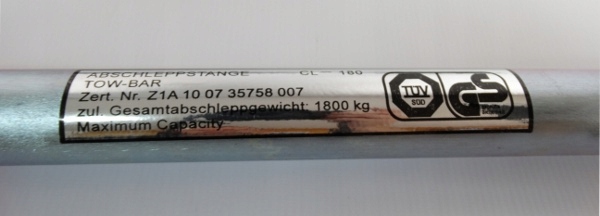 ABSCHLEPPSTANGE CL - 180
TOW-BAR
Zert. Nr. Z1A 10 07 35758 007
zul. Gesamtabschleppgewicht: 1800 kg
Maximum Capacity
TÜV
SÜD
GS